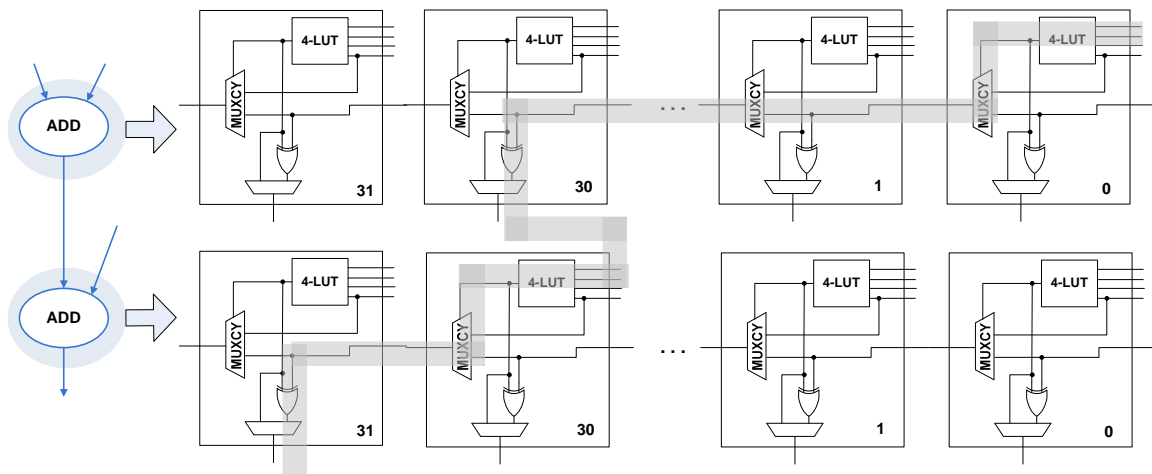 4-LUT 4-LUT 4-LUT 4-LUT
MUXCY MUXCY MUXCY MUXCY
ADD
. . .
31 30 1 0
4-LUT 4-LUT 4-LUT 4-LUT
ADD
MUXCY MUXCY MUXCY MUXCY
. . .
31 30 1 0